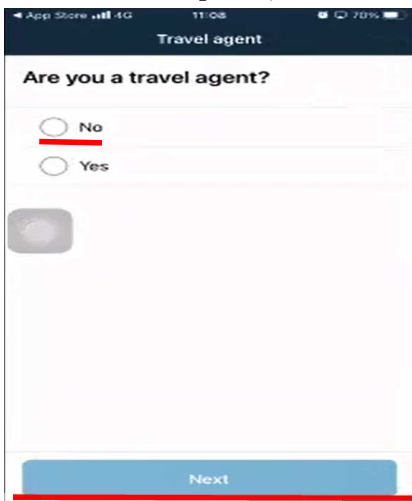 App Store 4G 11:08 70%
Travel agent
Are you a travel agent?
No
Yes
Next